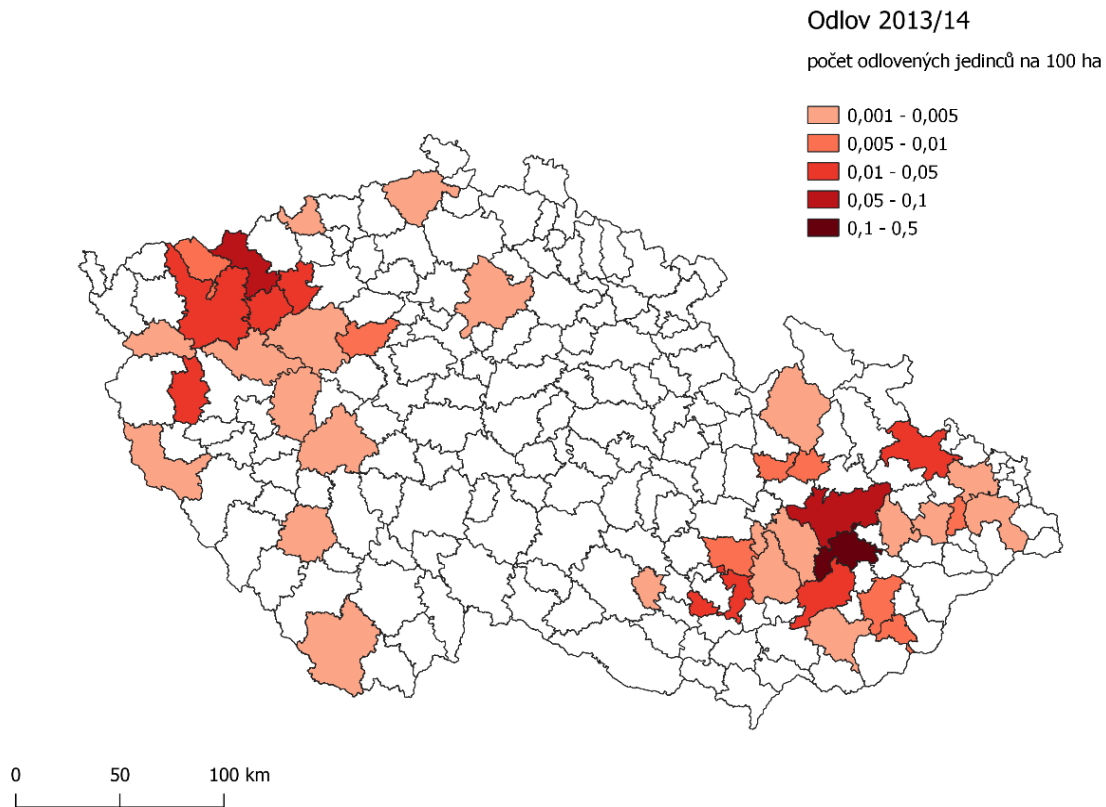 Odlov 2013/14
počet odlovených jedinců na 100 ha
0,001 - 0,005
0,005 - 0,01
0,01 - 0,05
0,05 - 0,1
0,1 - 0,5
0 50 100 km